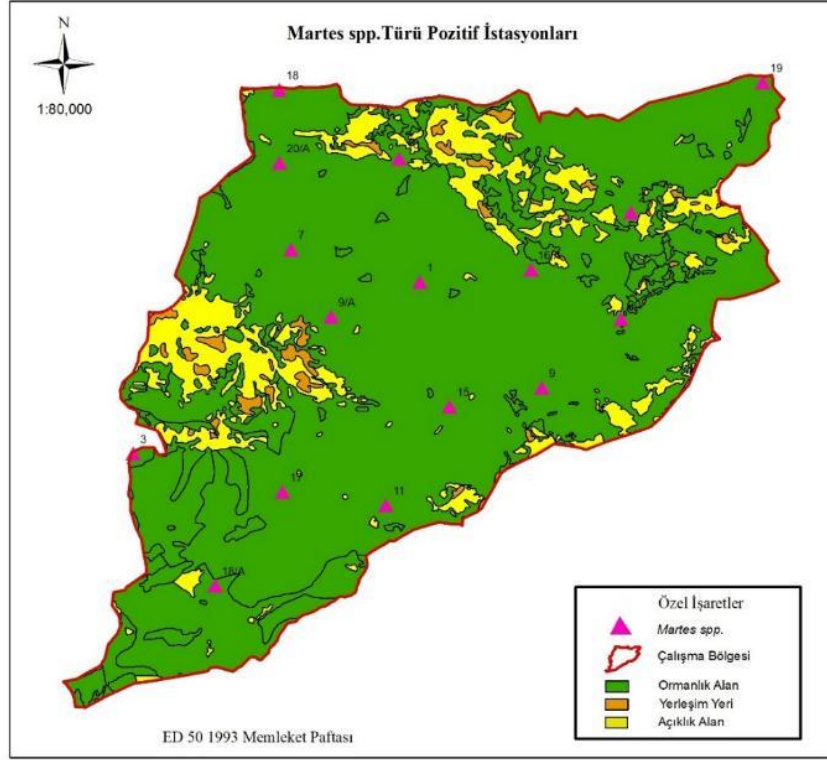 Martes spp.Türü Pozitif İstasyonları
N
1:80,000
18
19
20/A
7
1
9/A
9
15
3
11
18/A
Özel İşaretler
Martes spp.
Çalışma Bölgesi
Ormanlık Alan
Yerleşim Yeri
Açıklık Alan
ED 50 1993 Memleket Paftası